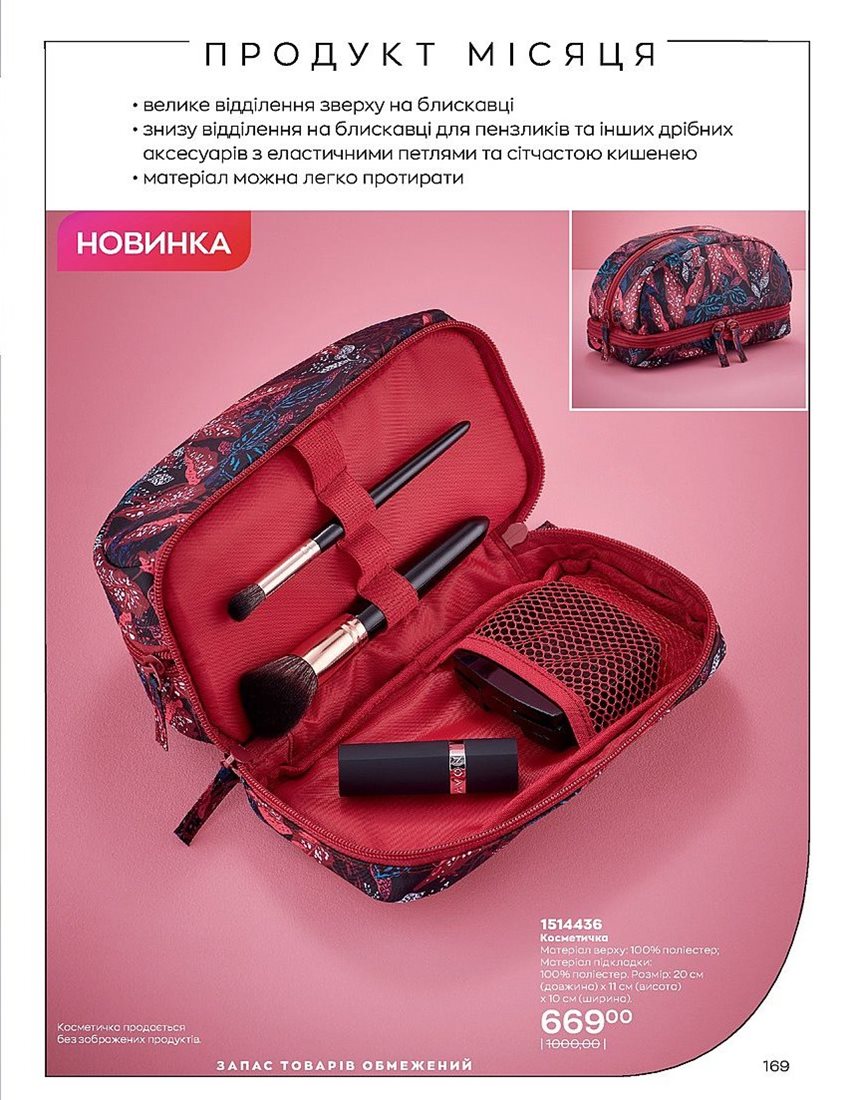 ПРОДУКТ МІСЯЦЯ
• велике відділення зверху на блискавці
• знизу відділення на блискавці для пензликів та інших дрібних
аксесуарів з еластичними петлями та сітчастою кишенею
• матеріал можна легко протирати
НОВИНКА
1514436
Косметичка
Матеріал верху: 100% поліестер;
Матеріал підкладки:
100% поліестер. Розмір: 20 см
(довжина) х 11 см (висота)
х 10 см (ширина).
669⁰⁰
| 1000,00 |
Косметичка продається
без зображених продуктів.
ЗАПАС ТОВАРІВ ОБМЕЖЕНИЙ
169